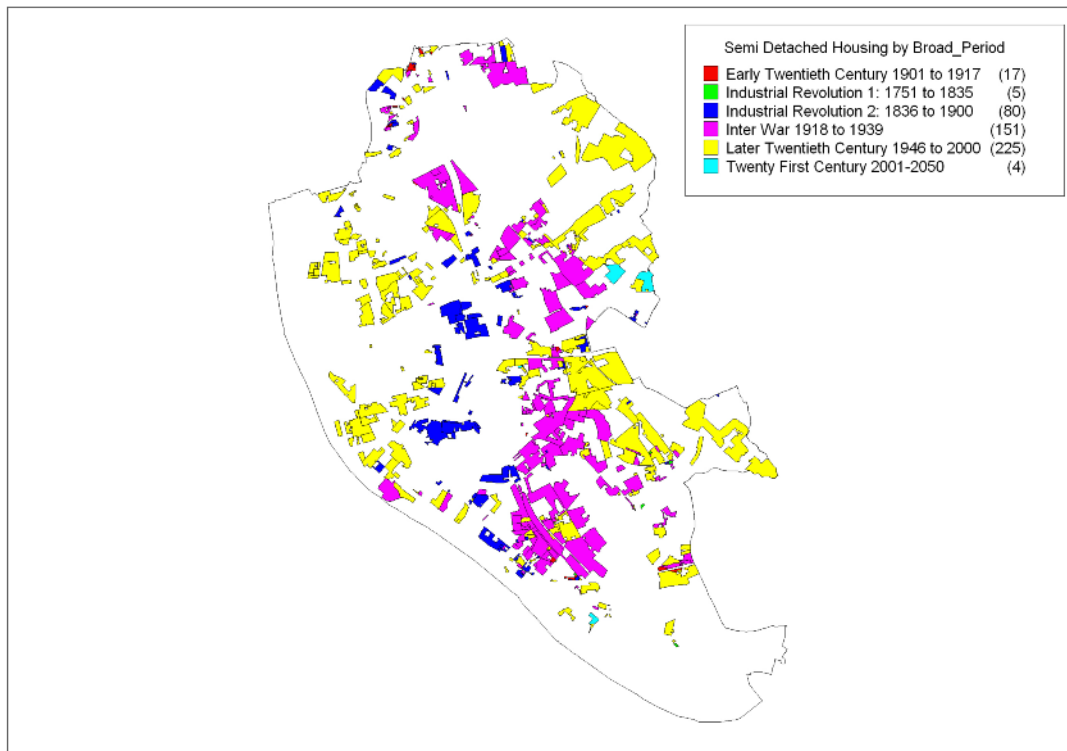 Semi Detached Housing by Broad_Period
Early Twentieth Century 1901 to 1917 (17)
Industrial Revolution 1: 1751 to 1835 (5)
Industrial Revolution 2: 1836 to 1900 (80)
Inter War 1918 to 1939 (151)
Later Twentieth Century 1946 to 2000 (225)
Twenty First Century 2001-2050 (4)